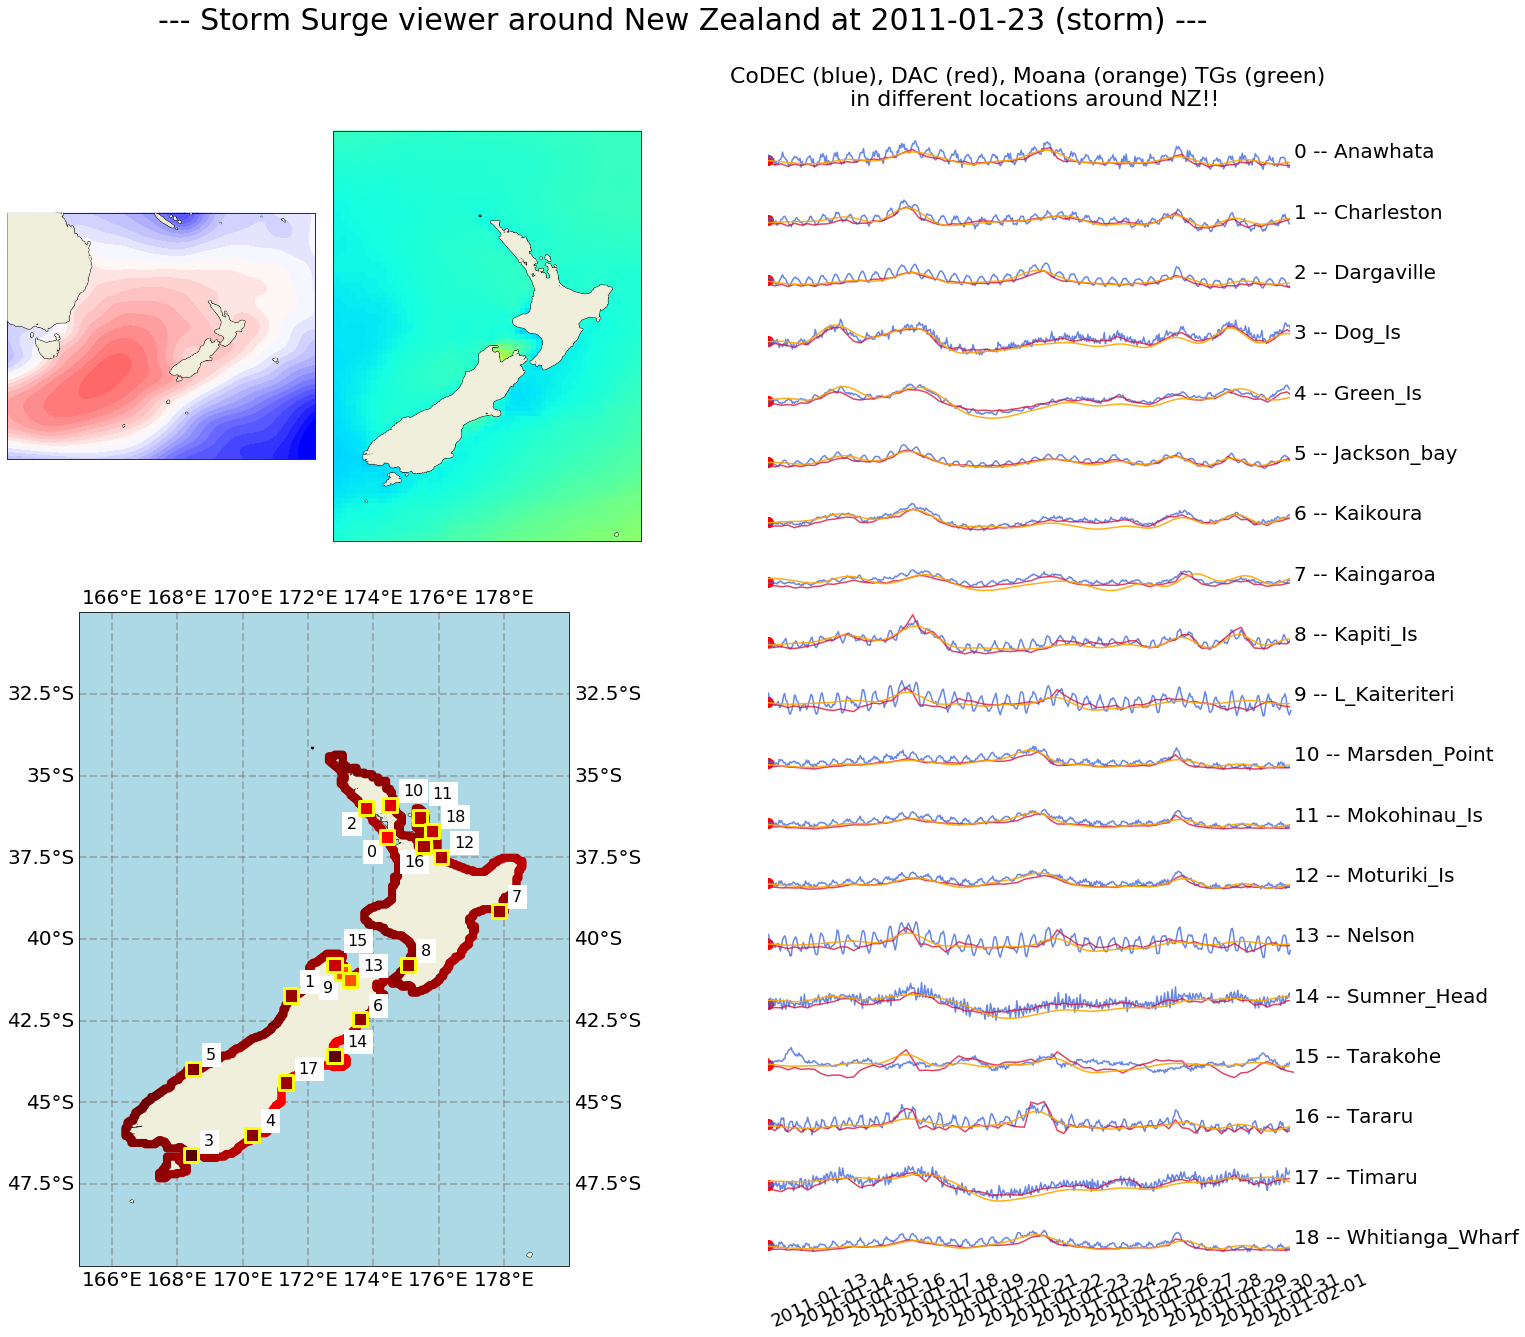 --- Storm Surge viewer around New Zealand at 2011-01-23 (storm) ---
CoDEC (blue), DAC (red), Moana (orange) TGs (green)
in different locations around NZ!!
0 -- Anawhata
1 -- Charleston
2 -- Dargaville
3 -- Dog_Is
4 -- Green_Is
5 -- Jackson_bay
6 -- Kaikoura
7 -- Kaingaroa
8 -- Kapiti_Is
9 -- L_Kaiteriteri
10 -- Marsden_Point
11 -- Mokohinau_Is
12 -- Moturiki_Is
13 -- Nelson
14 -- Sumner_Head
15 -- Tarakohe
16 -- Tararu
17 -- Timaru
18 -- Whitianga_Wharf
2011-01-13
2011-01-14
2011-01-15
2011-01-16
2011-01-17
2011-01-18
2011-01-19
2011-01-20
2011-01-21
2011-01-22
2011-01-23
2011-01-24
2011-01-25
2011-01-26
2011-01-27
2011-01-28
2011-01-29
2011-01-30
2011-01-31
2011-02-01
166°E 168°E 170°E 172°E 174°E 176°E 178°E
32.5°S 32.5°S
35°S 35°S
10 11
2 18
0 12
16
37.5°S 37.5°S
7
40°S 40°S
15 8
1 9 13
6
42.5°S 42.5°S
14
5 17
45°S 45°S
4
3
47.5°S 47.5°S
166°E 168°E 170°E 172°E 174°E 176°E 178°E